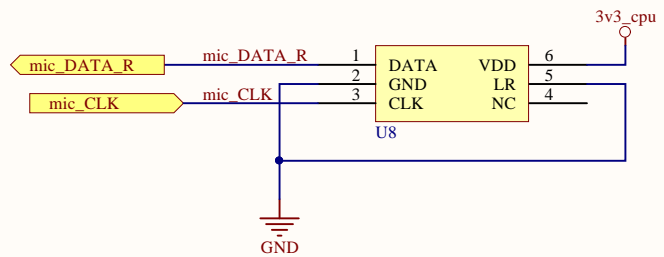 3v3_cpu
mic_DATA_R mic_DATA_R 1 DATA VDD 6
2 GND LR 5
mic_CLK mic_CLK 3 CLK NC 4
U8
GND